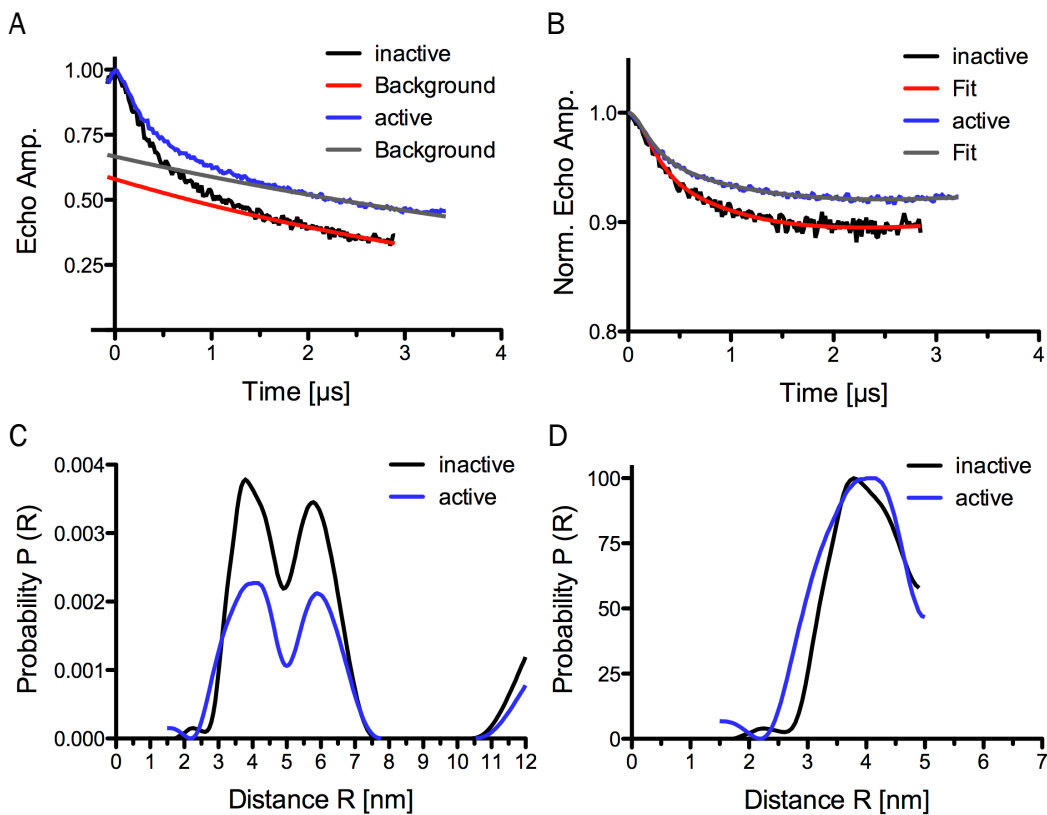 A
inactive
Background
active
Background
Echo Amp.
1.00
0.75
0.50
0.25
0 1 2 3 4
Time [µs]
B
inactive
Fit
active
Fit
Norm. Echo Amp.
1.0
0.9
0.8
0 1 2 3 4
Time [µs]
C
inactive
active
Probability P (R)
0.004
0.003
0.002
0.001
0.000
0 1 2 3 4 5 6 7 8 9 10 11 12
Distance R [nm]
D
inactive
active
Probability P (R)
100
75
50
25
0
0 1 2 3 4 5 6 7
Distance R [nm]